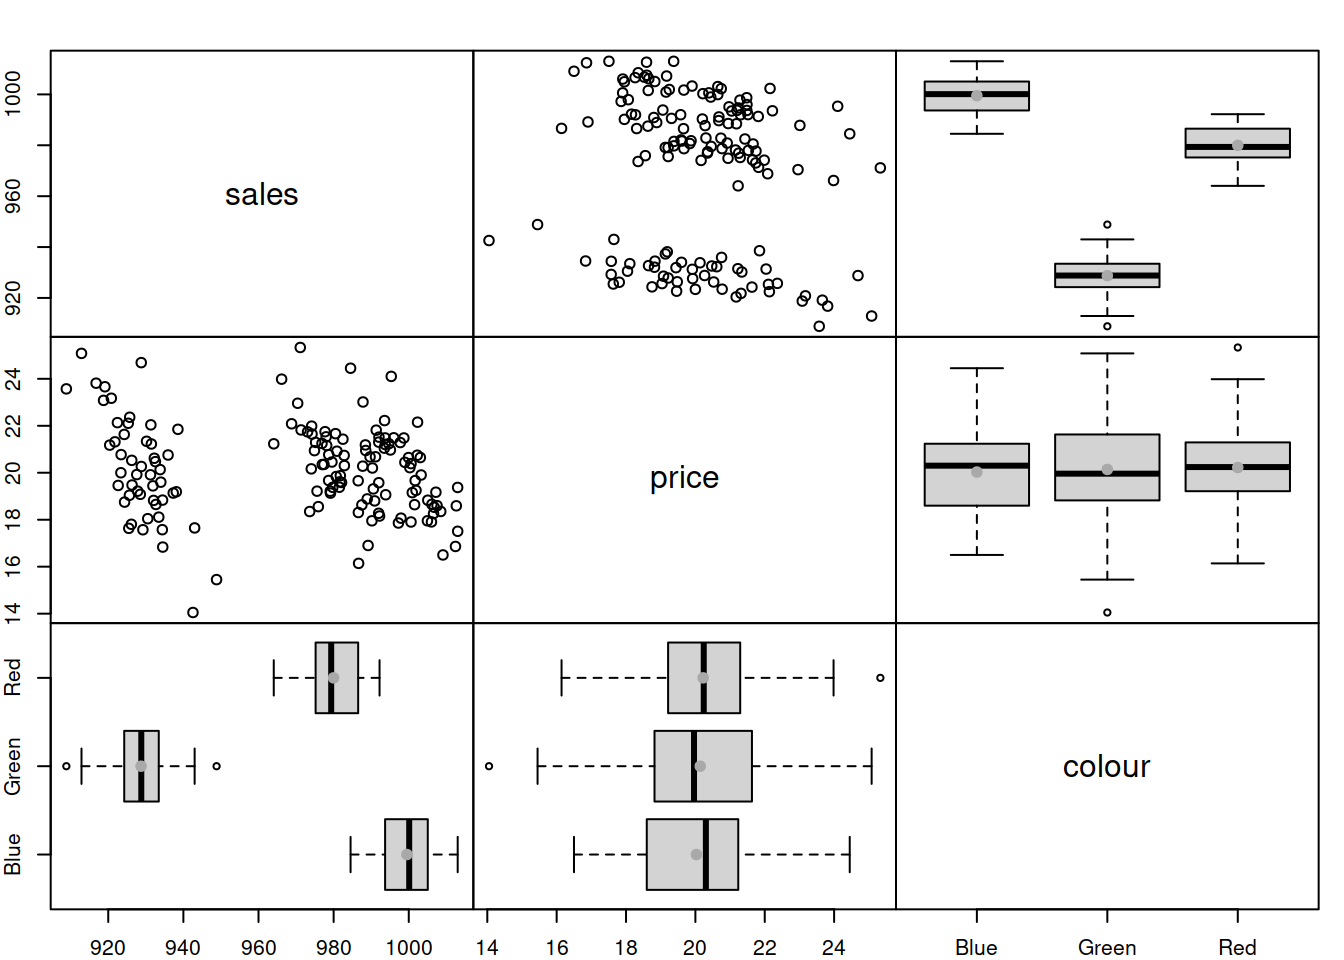 1000
960
920
sales
24
22
20
18
16
14
price
Red
Green
Blue
colour
920 940 960 980 1000 14 16 18 20 22 24 Blue Green Red